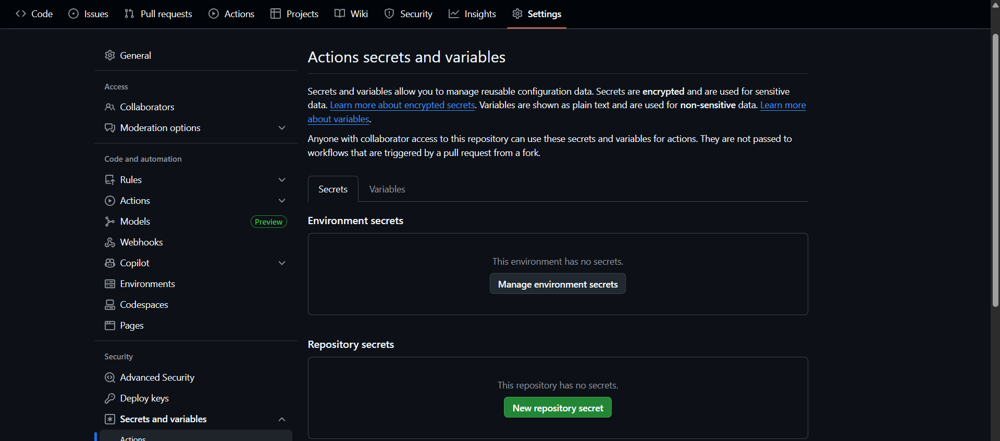 Code Issues Pull requests Actions Projects Wiki Security Insights Settings
General
Access
Collaborators
Moderation options
Code and automation
Rules
Actions
Models Preview
Webhooks
Copilot
Environments
Codespaces
Pages
Security
Advanced Security
Deploy keys
Secrets and variables
Actions
Actions secrets and variables
Secrets and variables allow you to manage reusable configuration data. Secrets are encrypted and are used for sensitive
data. Learn more about encrypted secrets. Variables are shown as plain text and are used for non-sensitive data. Learn more
about variables.
Anyone with collaborator access to this repository can use these secrets and variables for actions. They are not passed to
workflows that are triggered by a pull request from a fork.
Secrets Variables
Environment secrets
This environment has no secrets.
Manage environment secrets
Repository secrets
This repository has no secrets.
New repository secret